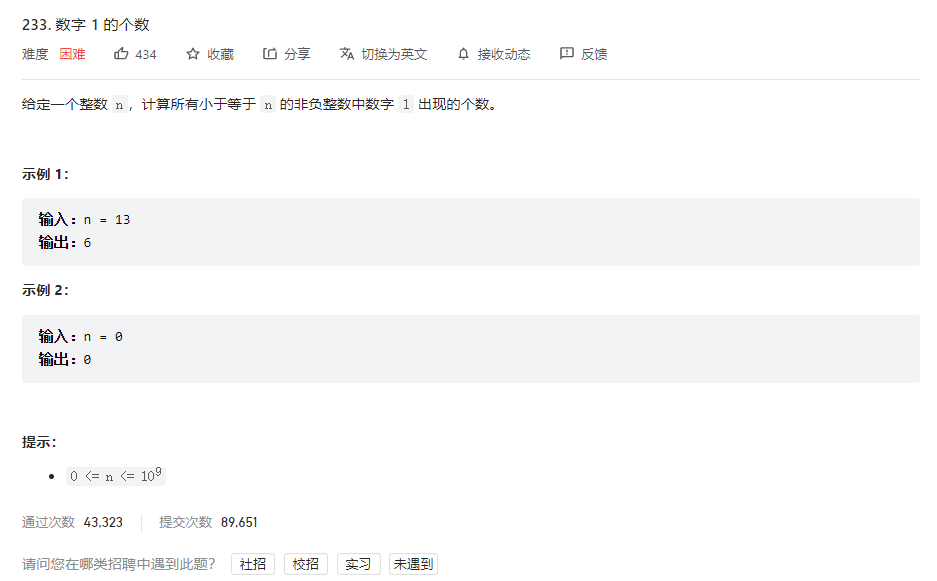 233. 数字 1 的个数
难度 困难 434 收藏 分享 切换为英文 接收动态 反馈
给定一个整数 n，计算所有小于等于 n 的非负整数中数字 1 出现的个数。
示例 1：
输入：n = 13
输出：6
示例 2：
输入：n = 0
输出：0
提示：
0 <= n <= 10⁹
通过次数 43,323 提交次数 89,651
请问您在哪类招聘中遇到此题？ 社招 校招 实习 未遇到